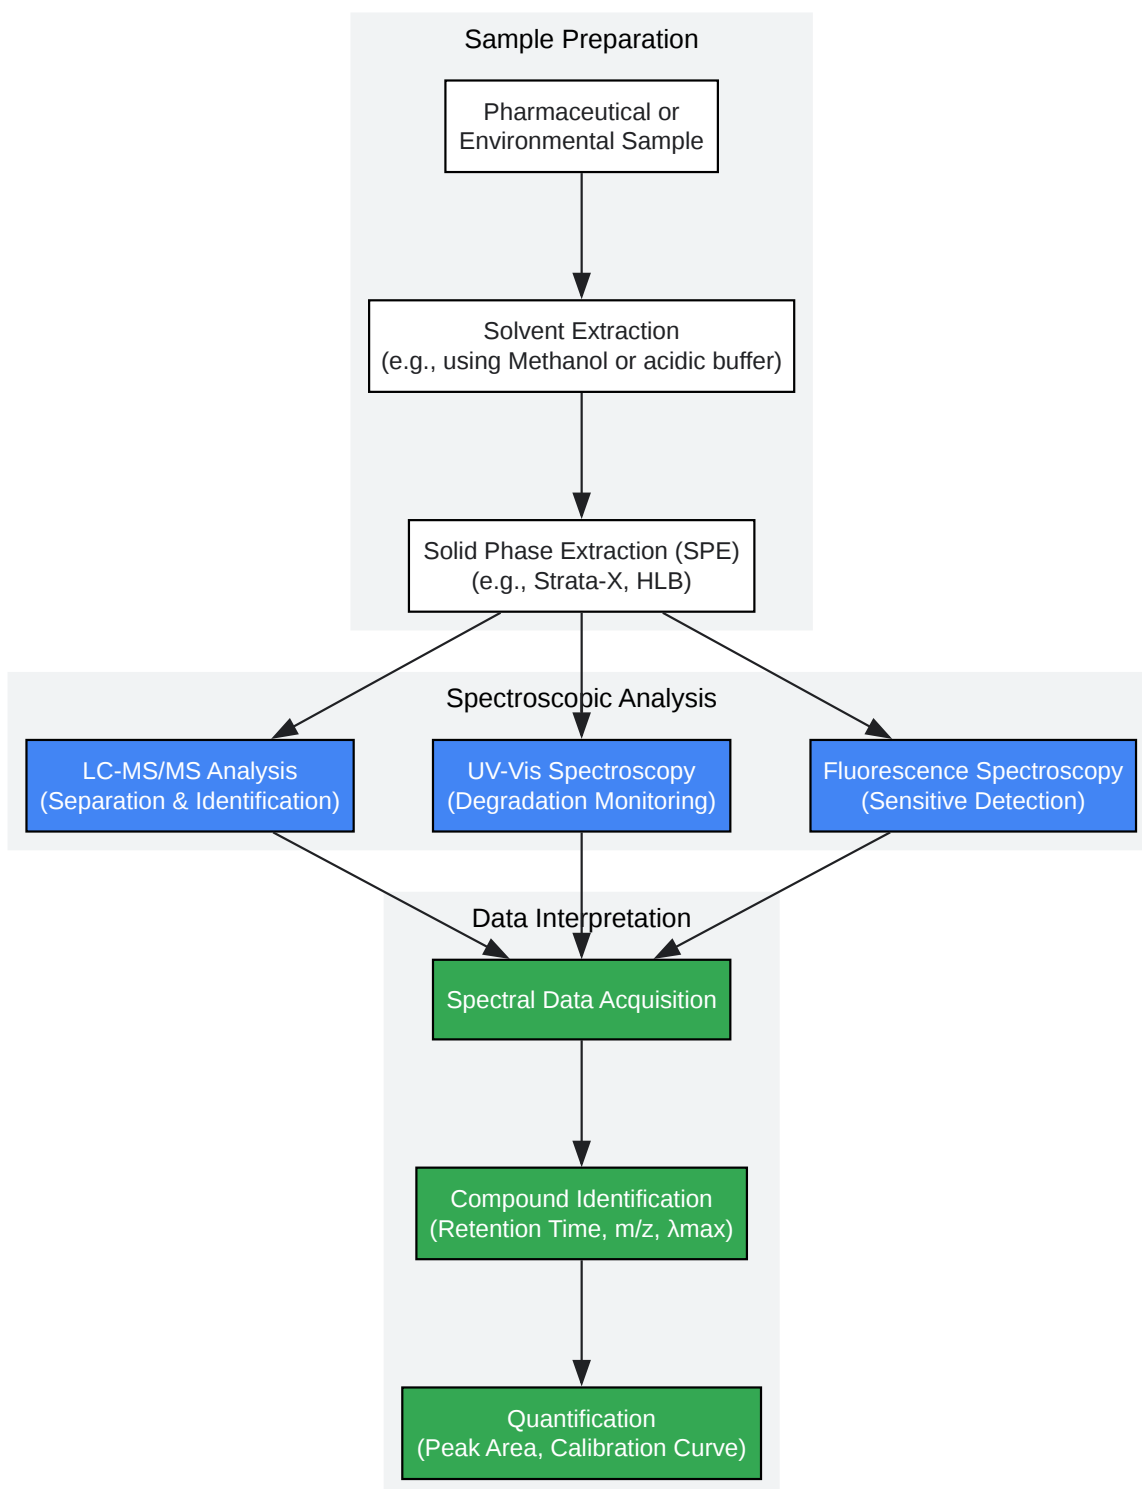 Sample Preparation
Pharmaceutical or
Environmental Sample
Solvent Extraction
(e.g., using Methanol or acidic buffer)
Solid Phase Extraction (SPE)
(e.g., Strata-X, HLB)
Spectroscopic Analysis
LC-MS/MS Analysis
(Separation & Identification)
UV-Vis Spectroscopy
(Degradation Monitoring)
Fluorescence Spectroscopy
(Sensitive Detection)
Data Interpretation
Spectral Data Acquisition
Compound Identification
(Retention Time, m/z, λmax)
Quantification
(Peak Area, Calibration Curve)